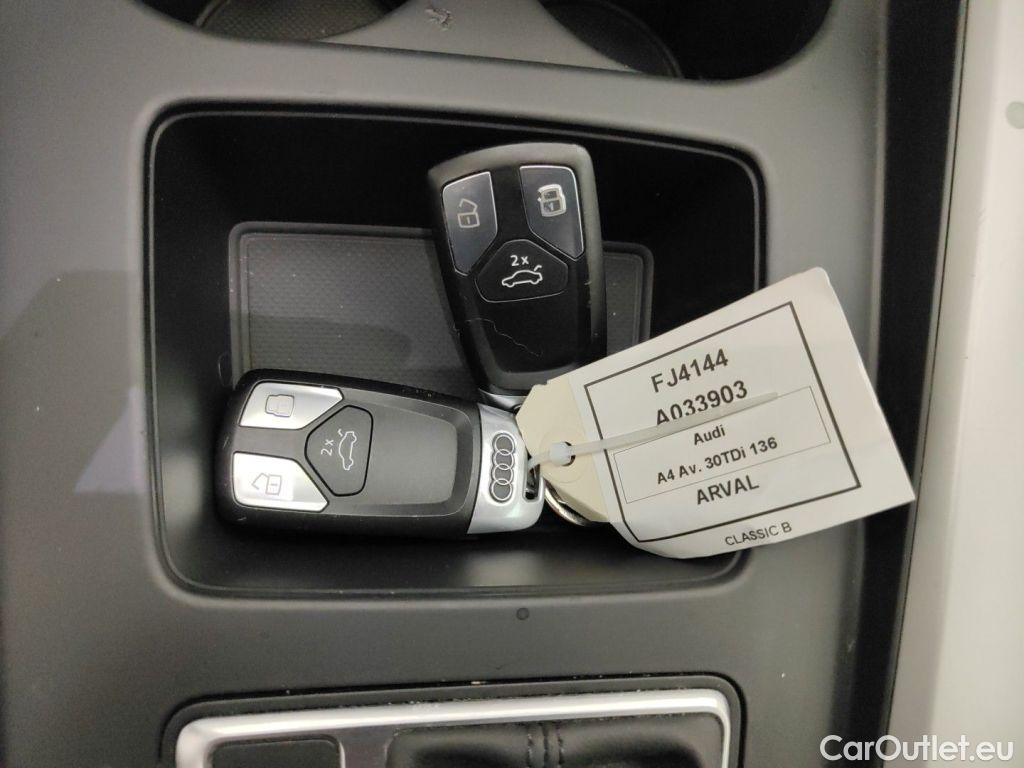 2x
2x
FJ4144
A033903
Audi
A4 Av. 30TDi 136
ARVAL
CLASSIC B
CarOutlet.eu